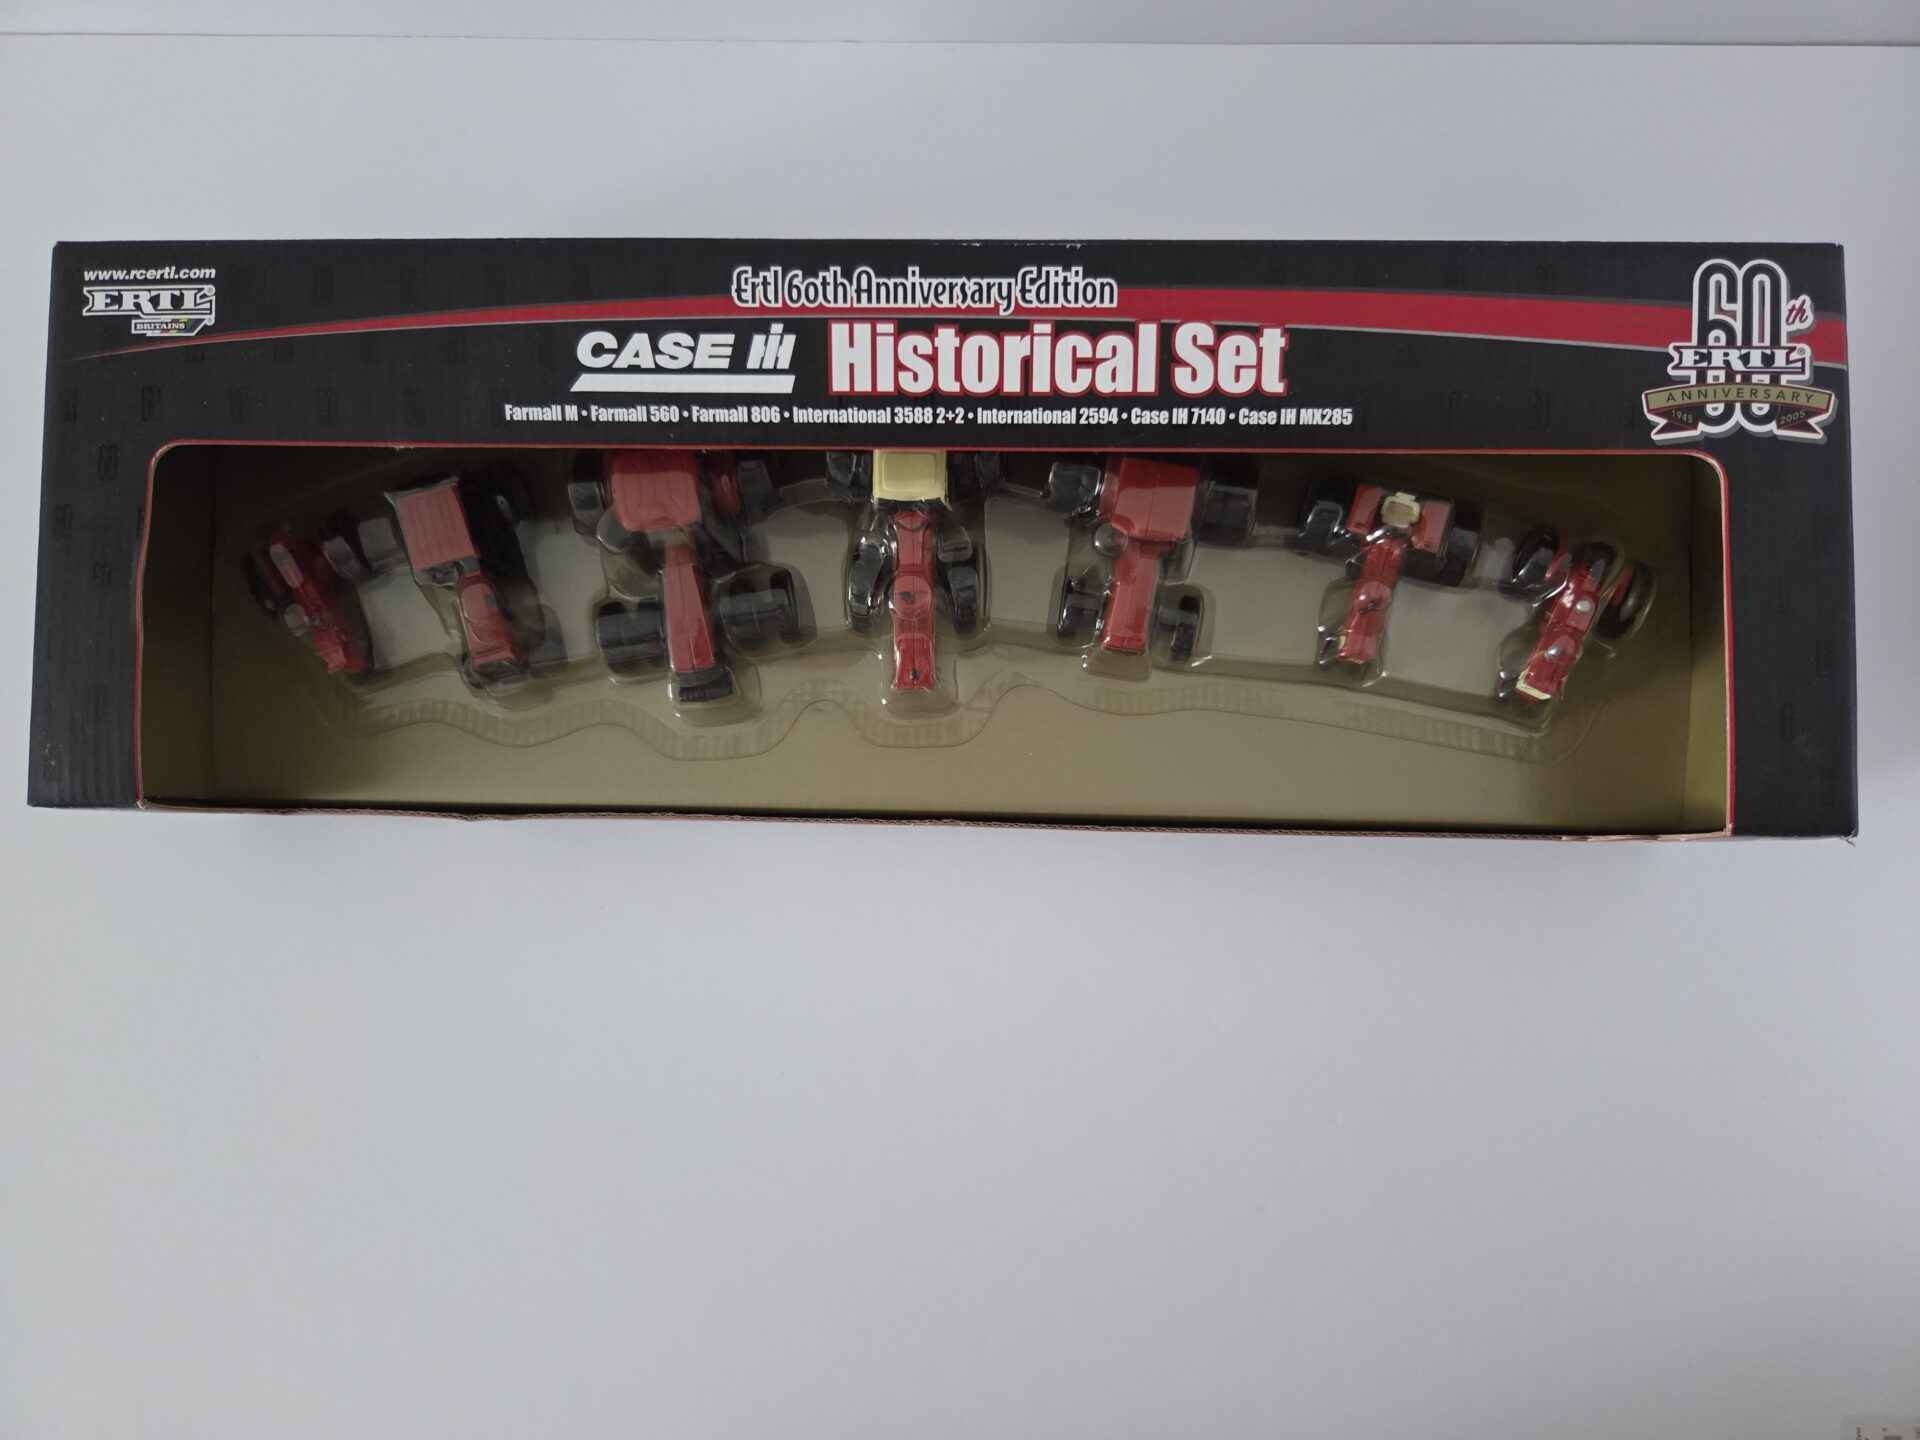 www.rcertl.com
ERTL®
BRITAINS
Ertl 60th Anniversary Edition
CASE IH Historical Set
Farmall M • Farmall 560 • Farmall 806 • International 3588 2+2 • International 2594 • Case IH 7140 • Case IH MX285
60th
ERTL®
ANNIVERSARY
1945 2005